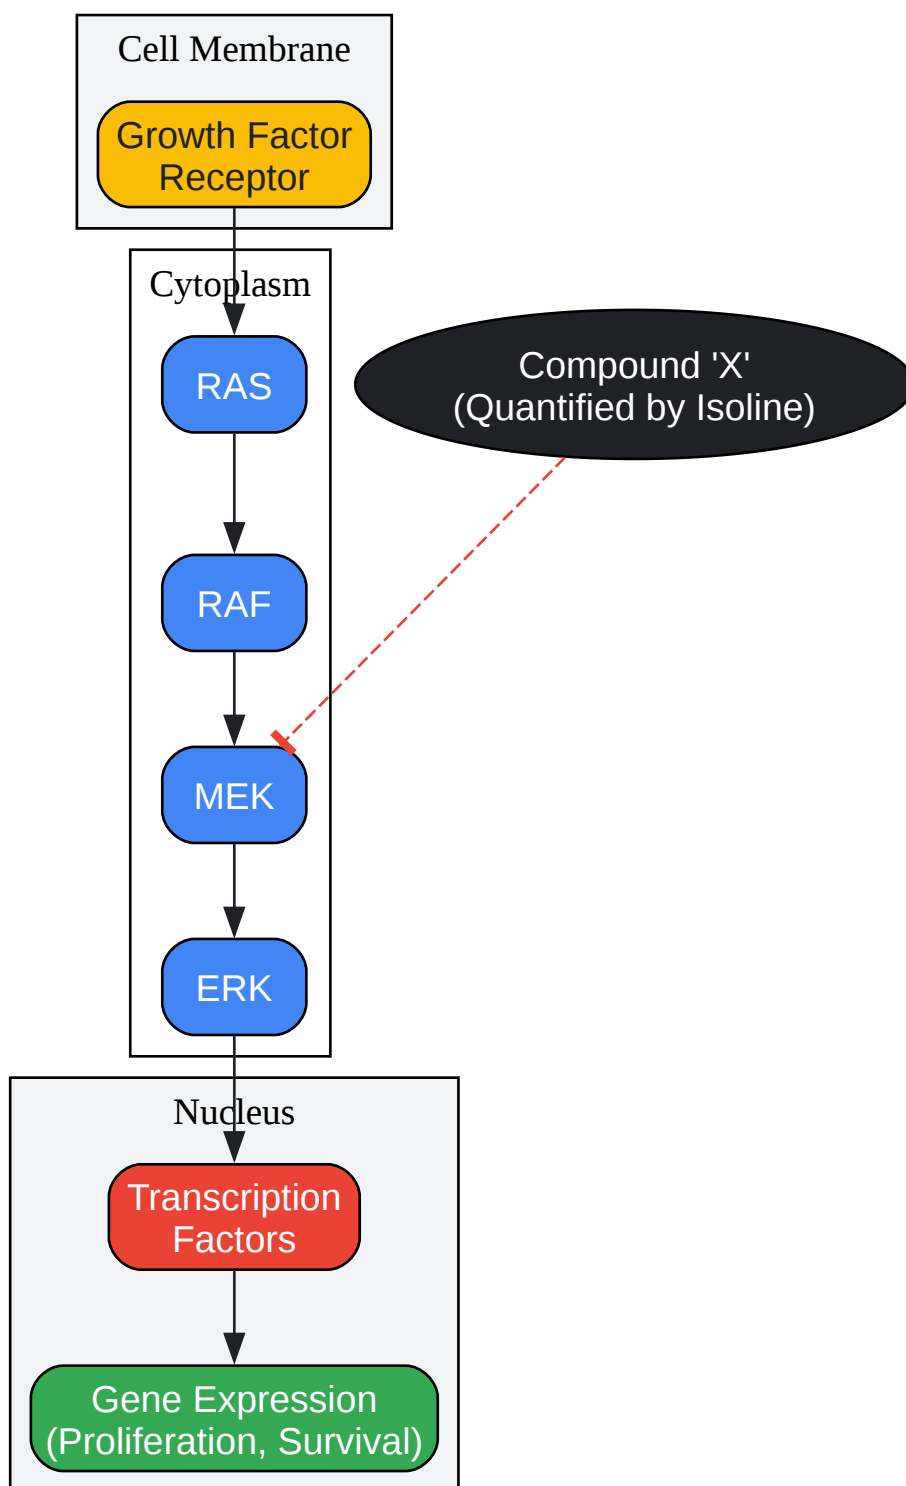 Cell Membrane
Growth Factor
Receptor
Cytoplasm
RAS
Compound 'X'
(Quantified by Isoline)
RAF
MEK
ERK
Nucleus
Transcription
Factors
Gene Expression
(Proliferation, Survival)